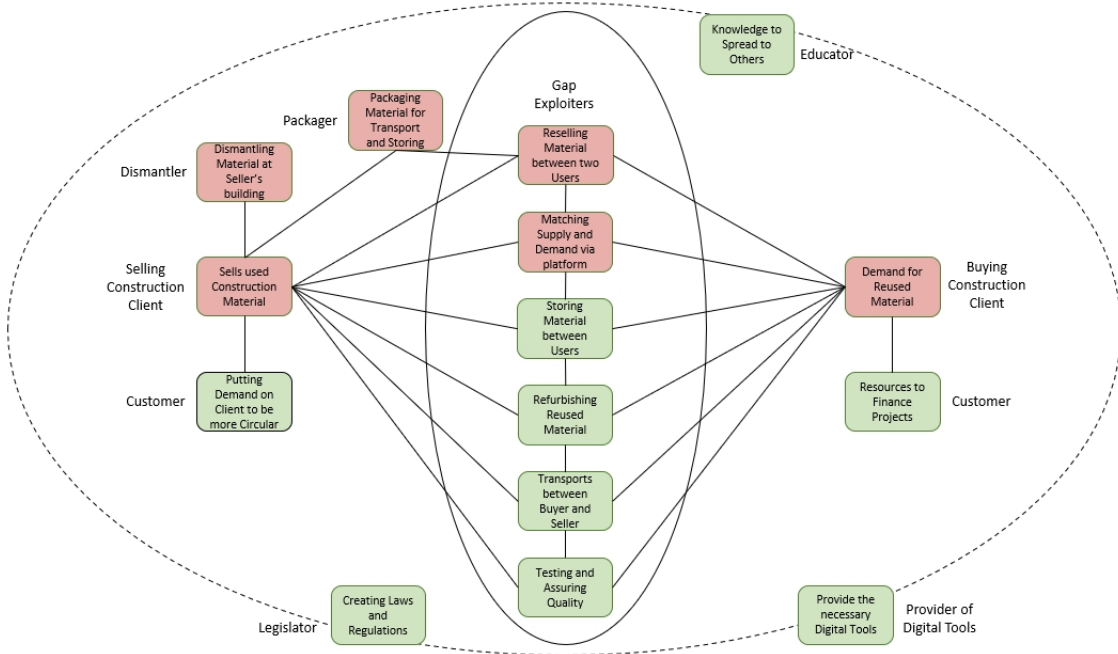 Knowledge to
Spread to
Others
Educator
Gap
Exploiters
Packager
Packaging
Material for
Transport
and Storing
Reselling
Material
between two
Users
Dismantler
Dismantling
Material at
Seller's
building
Matching
Supply and
Demand via
platform
Selling
Construction
Client
Sells used
Construction
Material
Demand for
Reused
Material
Buying
Construction
Client
Storing
Material
between
Users
Customer
Putting
Demand on
Client to be
more Circular
Refurbishing
Reused
Material
Resources to
Finance
Projects
Customer
Transports
between
Buyer and
Seller
Testing and
Assuring
Quality
Legislator
Creating Laws
and
Regulations
Provide the
necessary
Digital Tools
Provider of
Digital Tools